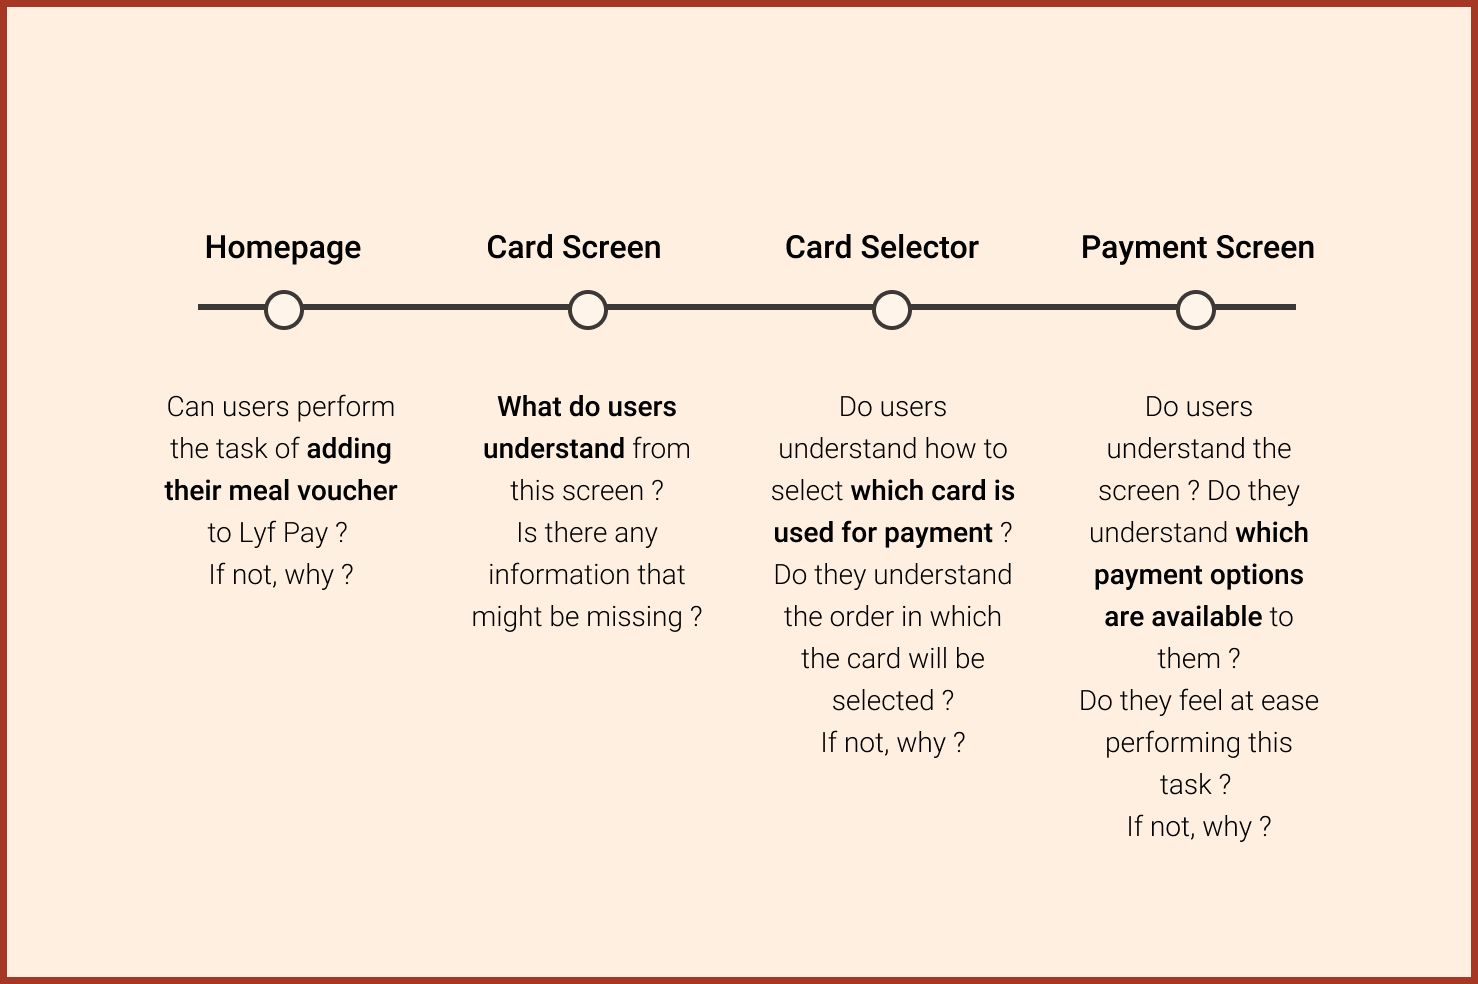 Homepage
Card Screen
Card Selector
Payment Screen
Can users perform
the task of adding
their meal voucher
to Lyf Pay ?
If not, why ?
What do users
understand from
this screen ?
Is there any
information that
might be missing ?
Do users
understand how to
select which card is
used for payment ?
Do they understand
the order in which
the card will be
selected ?
If not, why ?
Do users
understand the
screen ? Do they
understand which
payment options
are available to
them ?
Do they feel at ease
performing this
task ?
If not, why ?